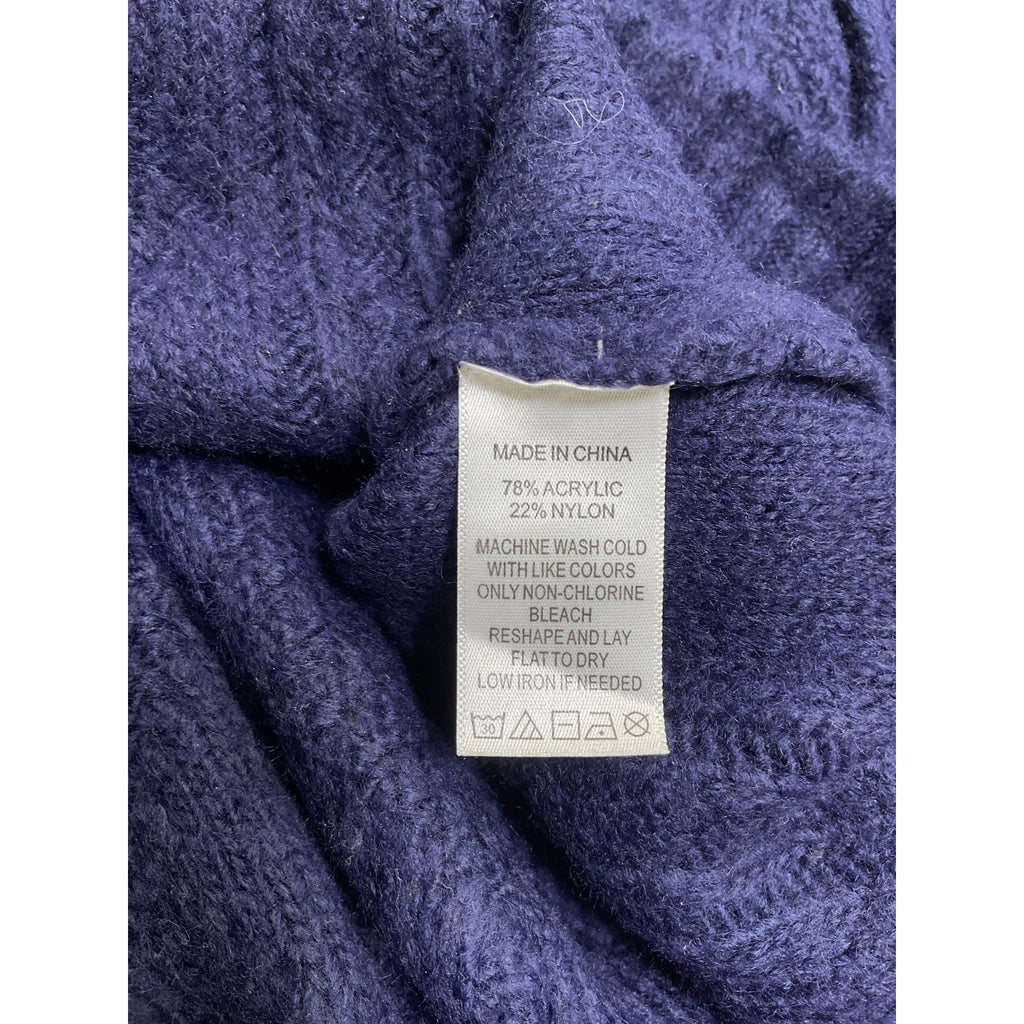 MADE IN CHINA
78% ACRYLIC
22% NYLON
MACHINE WASH COLD
WITH LIKE COLORS
ONLY NON-CHLORINE
BLEACH
RESHAPE AND LAY
FLAT TO DRY
LOW IRON IF NEEDED
30